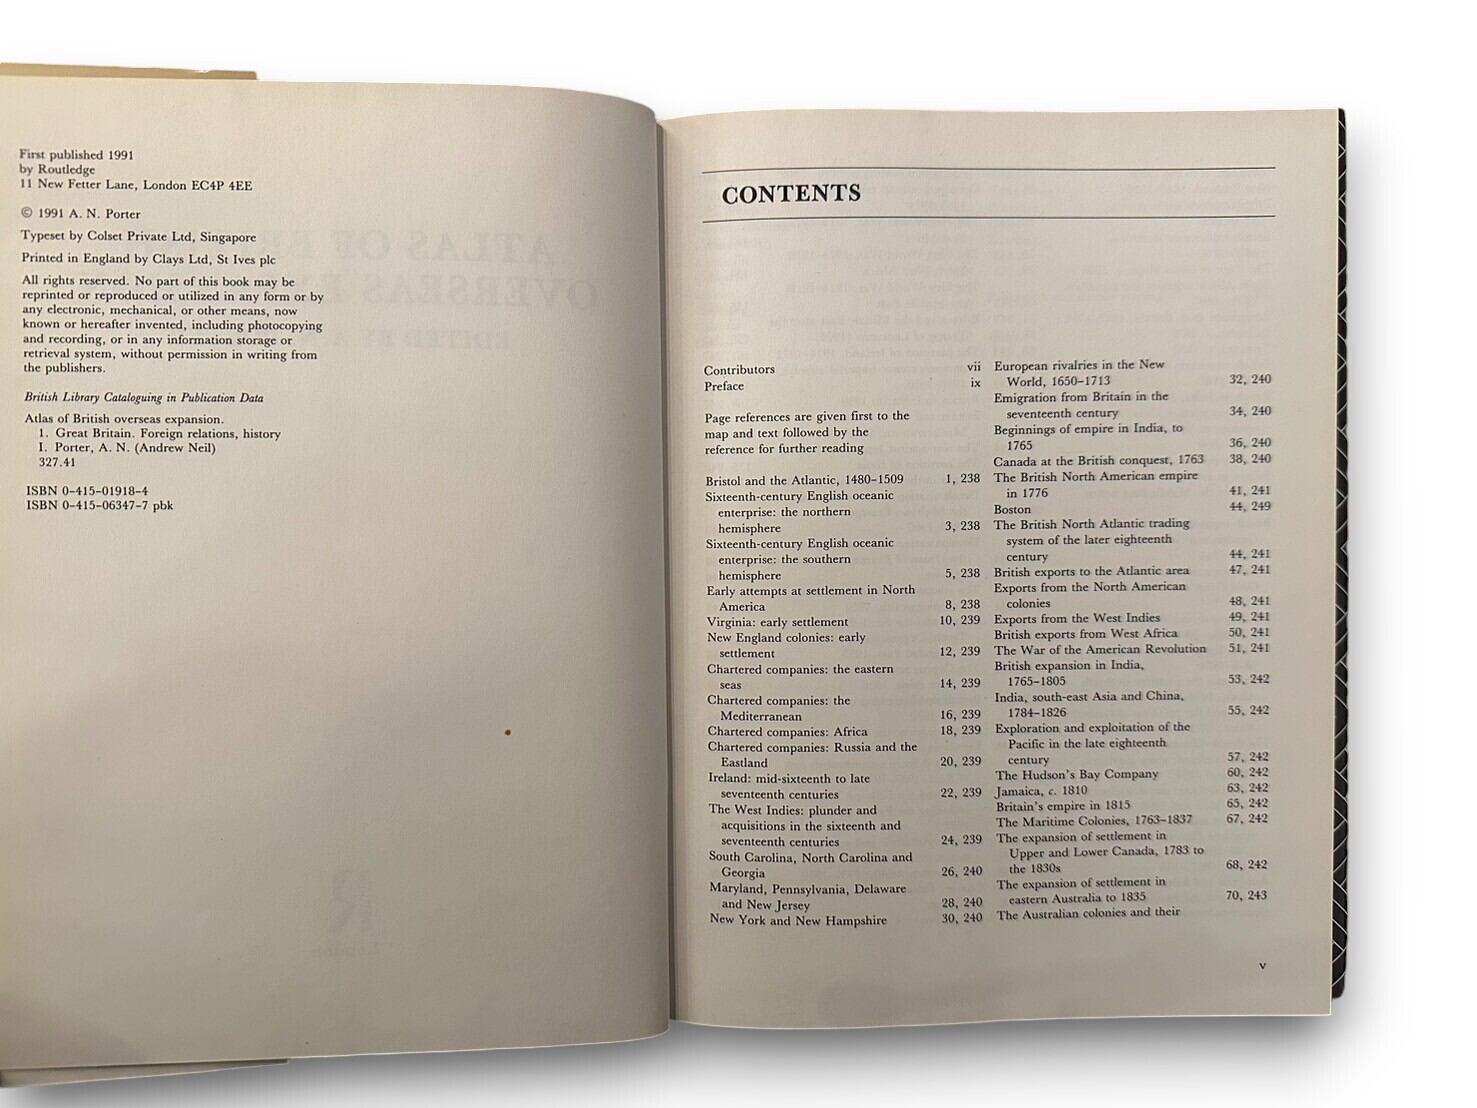 First published 1991
by Routledge
11 New Fetter Lane, London EC4P 4EE
© 1991 A. N. Porter
Typeset by Colset Private Ltd, Singapore
Printed in England by Clays Ltd, St Ives plc
All rights reserved. No part of this book may be
reprinted or reproduced or utilized in any form or by
any electronic, mechanical, or other means, now
known or hereafter invented, including photocopying
and recording, or in any information storage or
retrieval system, without permission in writing from
the publishers.
British Library Cataloguing in Publication Data
Atlas of British overseas expansion.
1. Great Britain. Foreign relations, history
I. Porter, A. N. (Andrew Neil)
327.41
ISBN 0-415-01918-4
ISBN 0-415-06347-7 pbk
CONTENTS
Contributors vii
Preface ix
Page references are given first to the
map and text followed by the
reference for further reading
Bristol and the Atlantic, 1480–1509 1, 238
Sixteenth-century English oceanic
enterprise: the northern
hemisphere 3, 238
Sixteenth-century English oceanic
enterprise: the southern
hemisphere 5, 238
Early attempts at settlement in North
America 8, 238
Virginia: early settlement 10, 239
New England colonies: early
settlement 12, 239
Chartered companies: the eastern
seas 14, 239
Chartered companies: the
Mediterranean 16, 239
Chartered companies: Africa 18, 239
Chartered companies: Russia and the
Eastland 20, 239
Ireland: mid-sixteenth to late
seventeenth centuries 22, 239
The West Indies: plunder and
acquisitions in the sixteenth and
seventeenth centuries 24, 239
South Carolina, North Carolina and
Georgia 26, 240
Maryland, Pennsylvania, Delaware
and New Jersey 28, 240
New York and New Hampshire 30, 240
European rivalries in the New
World, 1650–1713 32, 240
Emigration from Britain in the
seventeenth century 34, 240
Beginnings of empire in India, to
1765 36, 240
Canada at the British conquest, 1763 38, 240
The British North American empire
in 1776 41, 241
Boston 44, 249
The British North Atlantic trading
system of the later eighteenth
century 44, 241
British exports to the Atlantic area 47, 241
Exports from the North American
colonies 48, 241
Exports from the West Indies 49, 241
British exports from West Africa 50, 241
The War of the American Revolution 51, 241
British expansion in India,
1765–1805 53, 242
India, south-east Asia and China,
1784–1826 55, 242
Exploration and exploitation of the
Pacific in the late eighteenth
century 57, 242
The Hudson's Bay Company 60, 242
Jamaica, c. 1810 63, 242
Britain's empire in 1815 65, 242
The Maritime Colonies, 1763–1837 67, 242
The expansion of settlement in
Upper and Lower Canada, 1783 to
the 1830s 68, 242
The expansion of settlement in
eastern Australia to 1835 70, 243
The Australian colonies and their
v